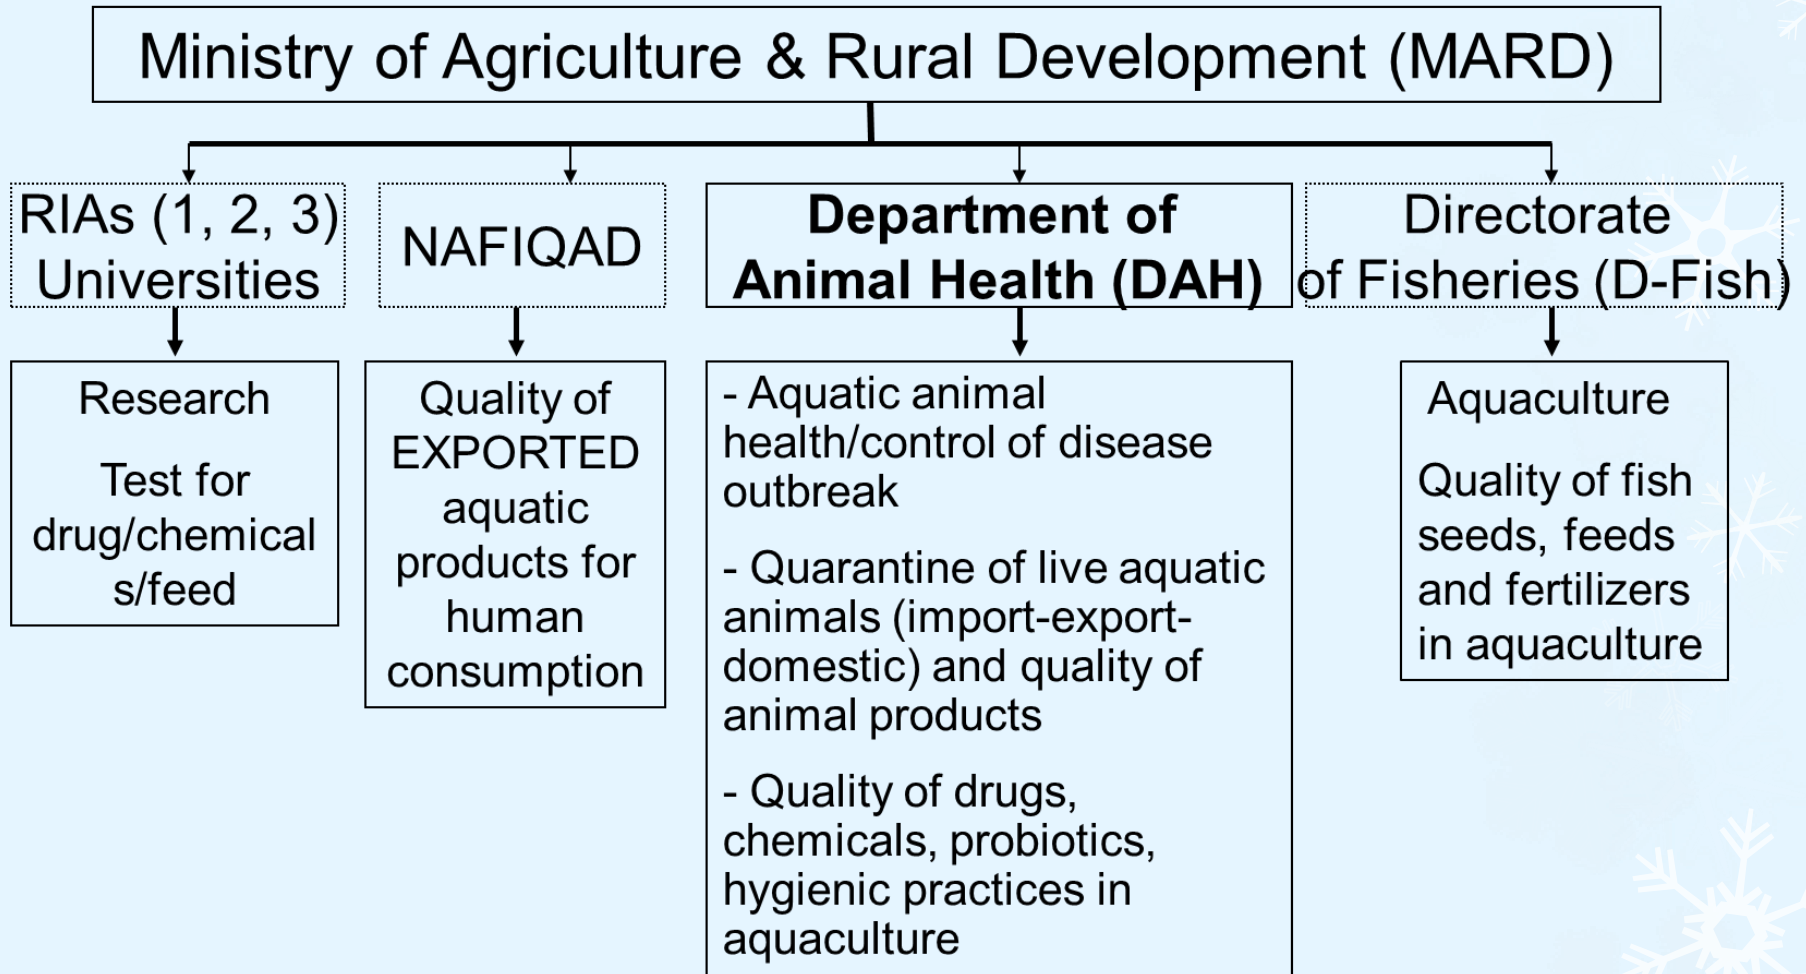 Ministry of Agriculture & Rural Development (MARD)
RIAs (1, 2, 3)
Universities
NAFIQAD
Department of
Animal Health (DAH)
Directorate
of Fisheries (D-Fish)
Research
Test for
drug/chemical
s/feed
Quality of
EXPORTED
aquatic
products for
human
consumption
- Aquatic animal
health/control of disease
outbreak
- Quarantine of live aquatic
animals (import-export-
domestic) and quality of
animal products
- Quality of drugs,
chemicals, probiotics,
hygienic practices in
aquaculture
Aquaculture
Quality of fish
seeds, feeds
and fertilizers
in aquaculture